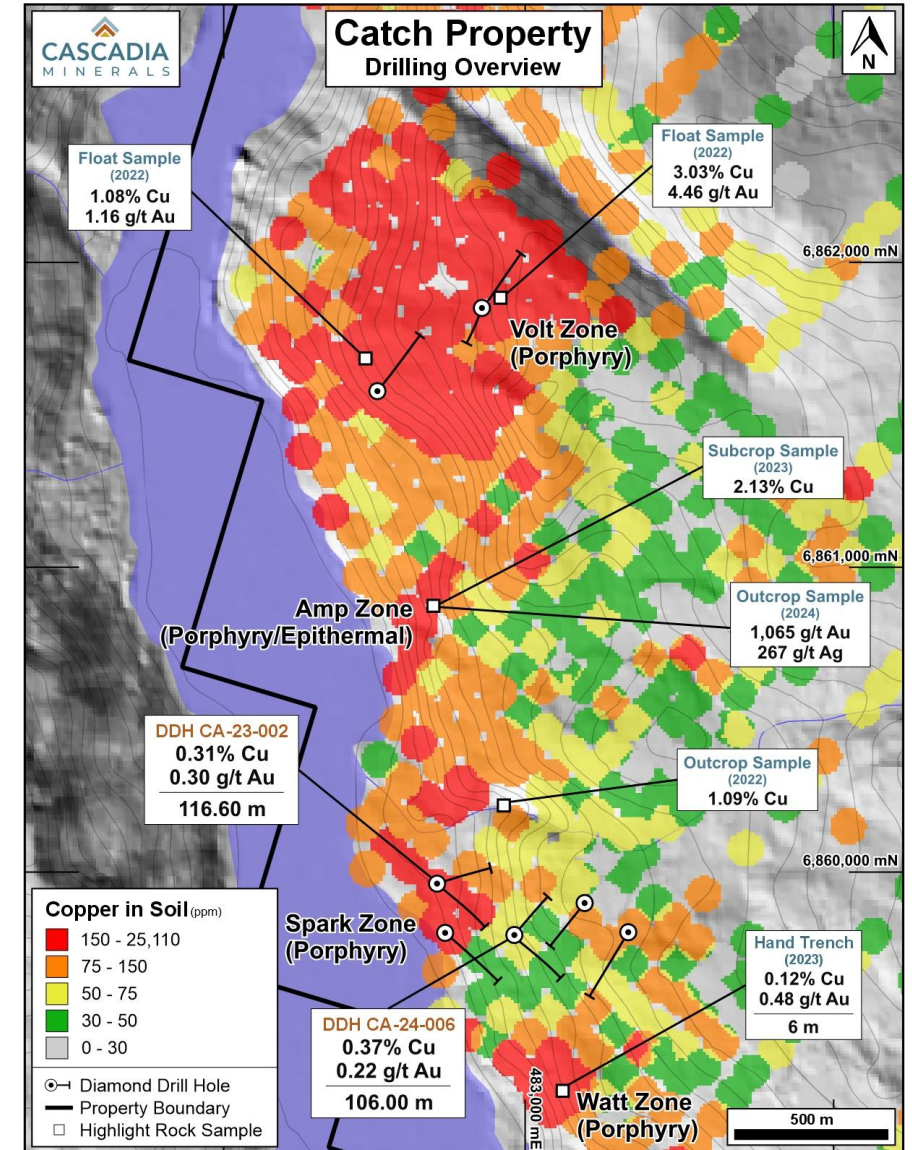 CASCADIA
MINERALS
Catch Property
Drilling Overview
N
Float Sample
(2022)
1.08% Cu
1.16 g/t Au
Float Sample
(2022)
3.03% Cu
4.46 g/t Au
6,862,000 mN
Volt Zone
(Porphyry)
Subcrop Sample
(2023)
2.13% Cu
6,861,000 mN
Amp Zone
(Porphyry/Epithermal)
Outcrop Sample
(2024)
1,065 g/t Au
267 g/t Ag
DDH CA-23-002
0.31% Cu
0.30 g/t Au
116.60 m
Outcrop Sample
(2022)
1.09% Cu
6,860,000 mN
Copper in Soil (ppm)
150 - 25,110
75 - 150
50 - 75
30 - 50
0 - 30
Diamond Drill Hole
Property Boundary
Highlight Rock Sample
Spark Zone
(Porphyry)
Hand Trench
(2023)
0.12% Cu
0.48 g/t Au
6 m
DDH CA-24-006
0.37% Cu
0.22 g/t Au
106.00 m
483,000 mE
Watt Zone
(Porphyry)
500 m